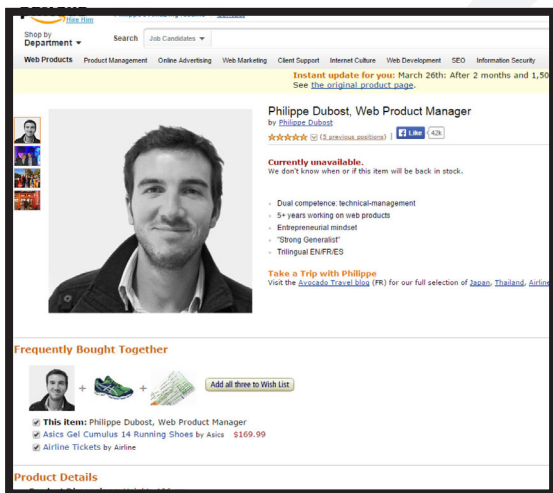 Hire Him
Shop by
Department
Search
Job Candidates
Web Products Product Management Online Advertising Web Marketing Client Support Internet Culture Web Development SEO Information Security
Instant update for you: March 26th: After 2 months and 1,50
See the original product page.
Philippe Dubost, Web Product Manager
by Philippe Dubost
(5 previous positions) | Like 42k
Currently unavailable.
We don't know when or if this item will be back in stock.
Dual competence: technical-management
5+ years working on web products
Entrepreneurial mindset
"Strong Generalist"
Trilingual EN/FR/ES
Take a Trip with Philippe
Visit the Avocado Travel blog (FR) for our full selection of Japan, Thailand, Airline
Frequently Bought Together
+ + Add all three to Wish List
This item: Philippe Dubost, Web Product Manager
Asics Gel Cumulus 14 Running Shoes by Asics $169.99
Airline Tickets by Airline
Product Details